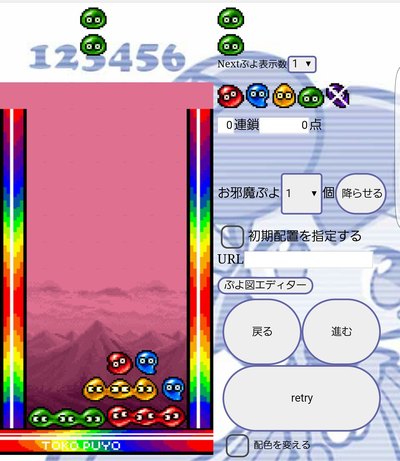 123456
Nextぷよ表示数 1 ▼
0連鎖 0点
お邪魔ぷよ 1 ▼ 個 降らせる
初期配置を指定する
URL
ぷよ図エディター
戻る 進む
retry
TOKO PUYO
配色を変える